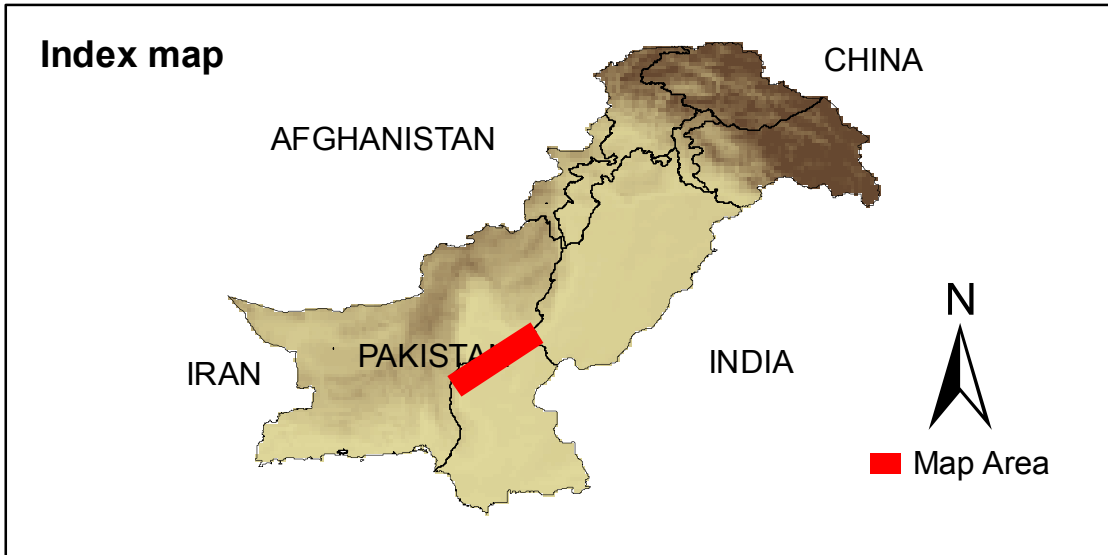 Index map
CHINA
AFGHANISTAN
N
PAKISTAN
INDIA
IRAN
Map Area